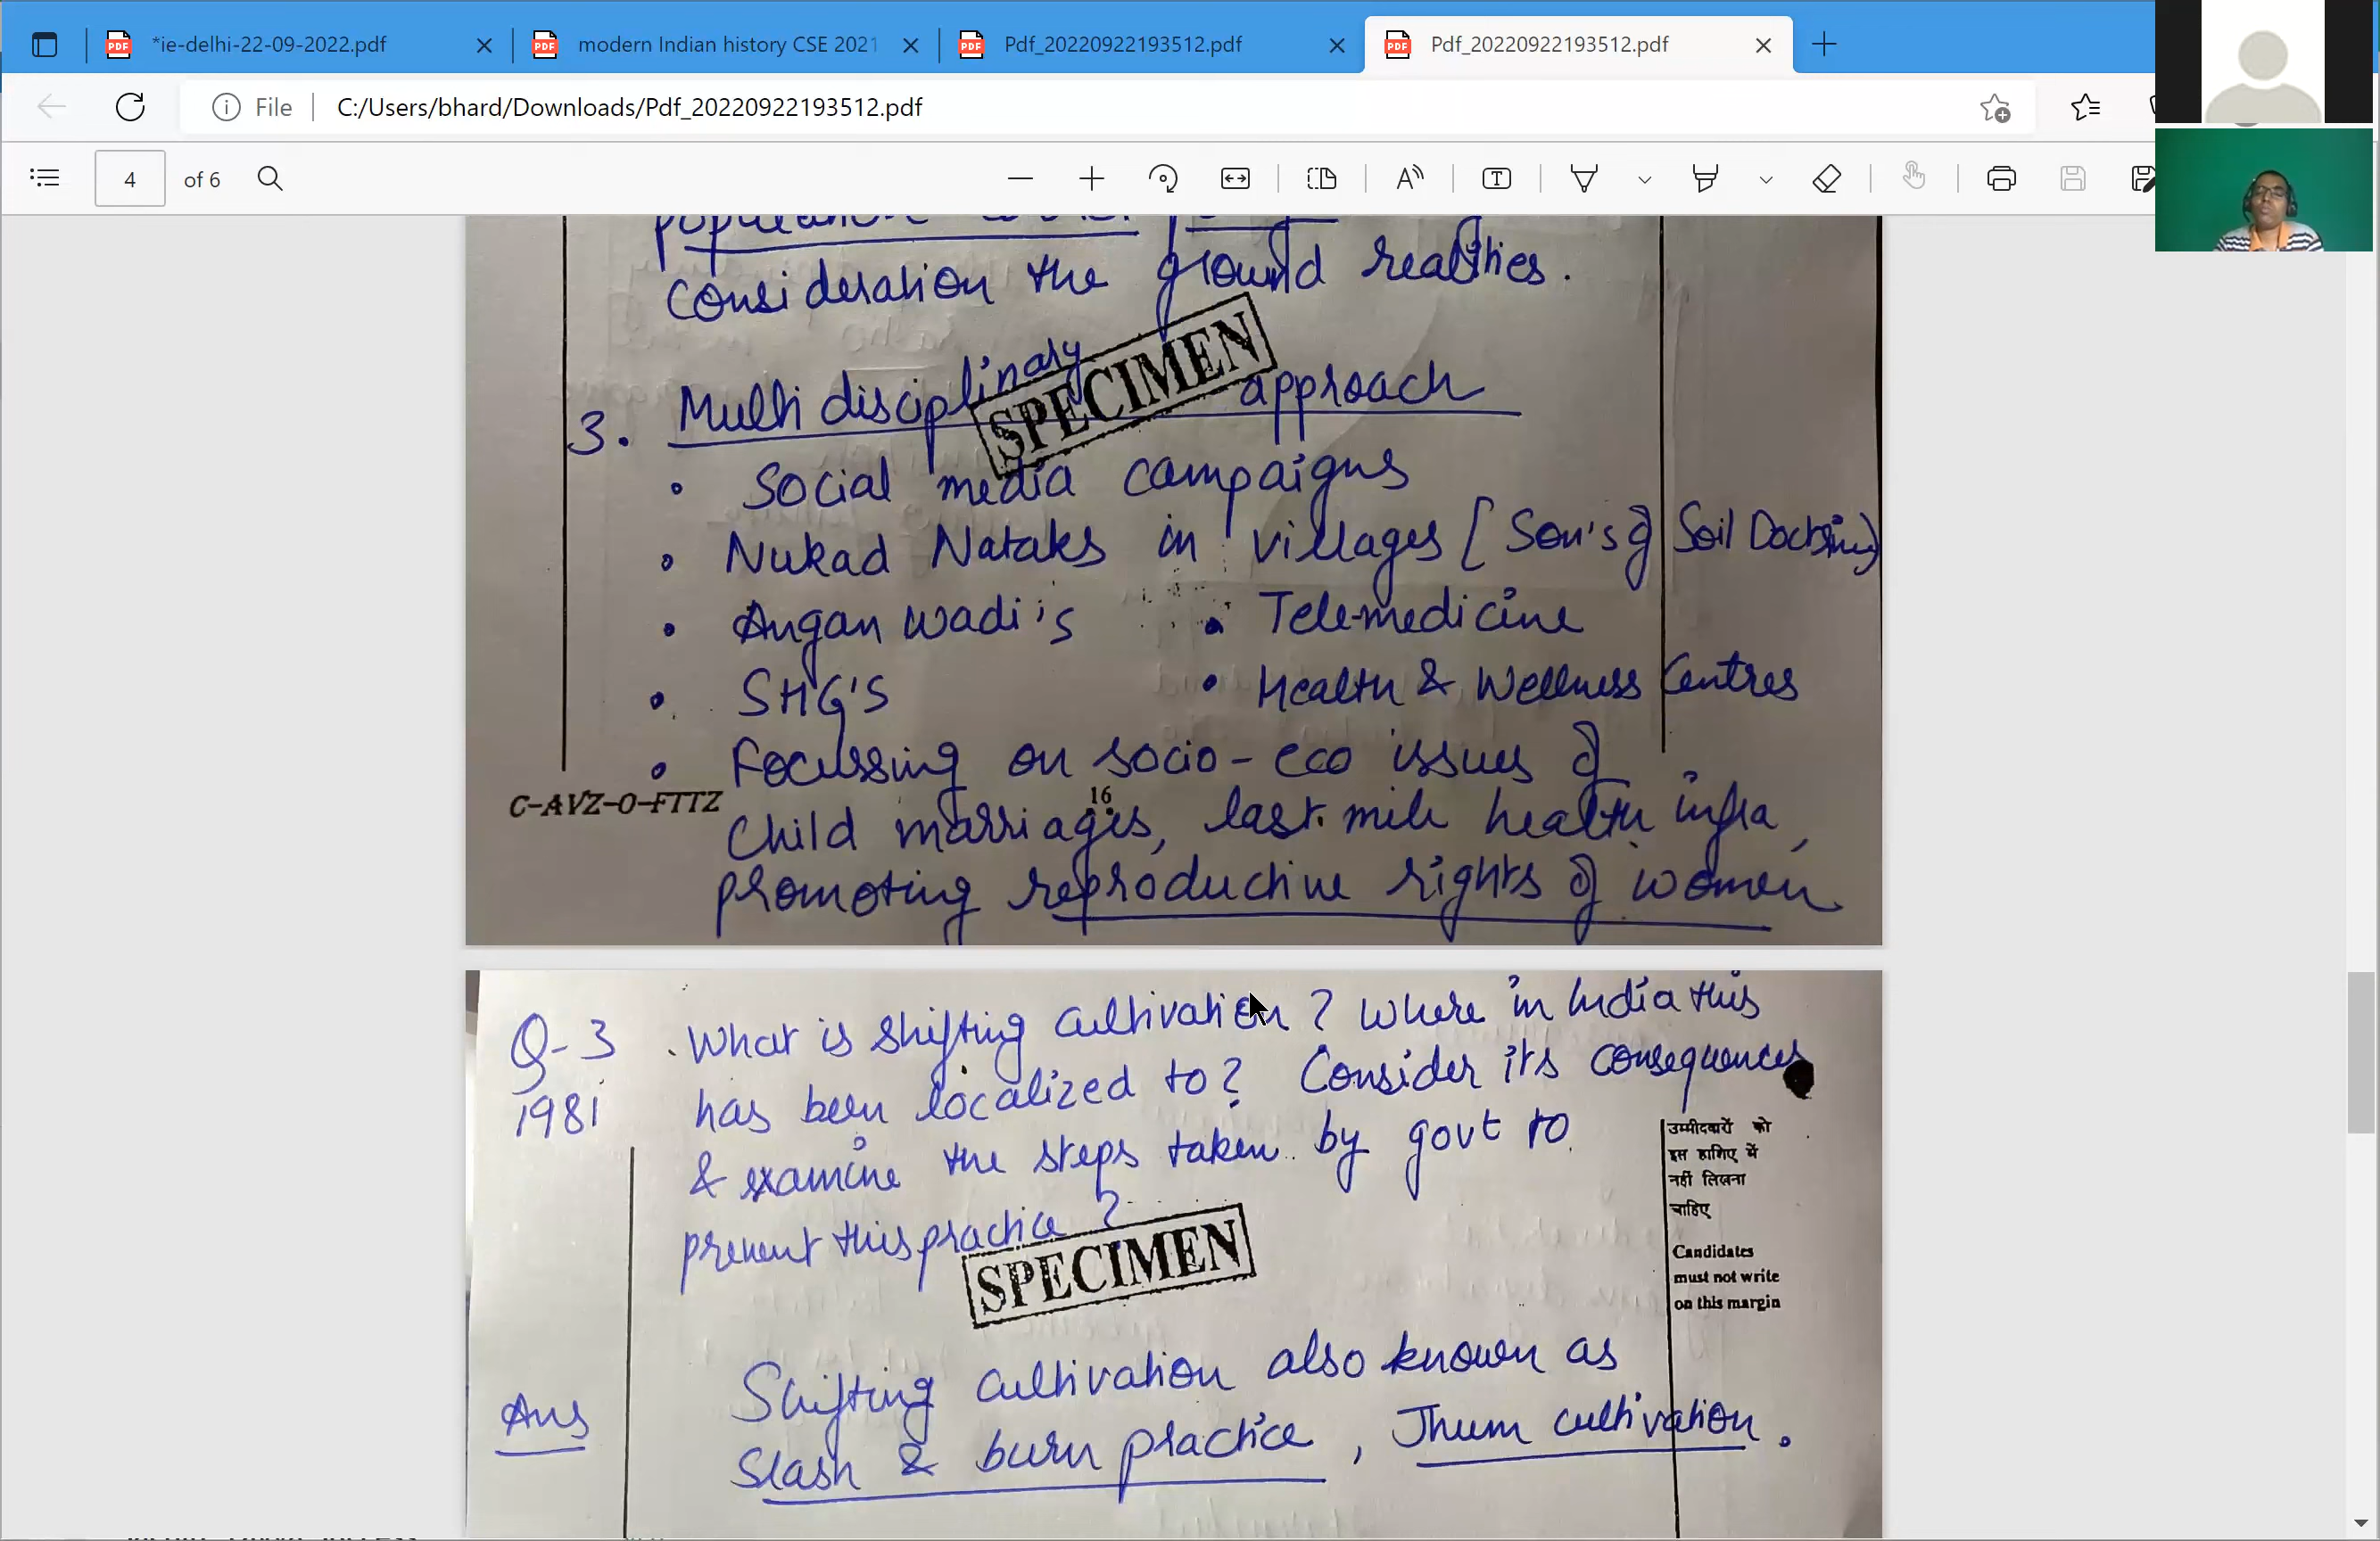 *ie-delhi-22-09-2022.pdf
modern Indian history CSE 2021
Pdf_20220922193512.pdf
Pdf_20220922193512.pdf
File
C:/Users/bhard/Downloads/Pdf_20220922193512.pdf
4 of 6
population
consideration the ground realities.
SPECIMEN
3. Multi disciplinary approach
• Social media campaigns
• Nukad Nataks in villages [Son's of Soil Doctrine)
• Anganwadi's • Tele-medicine
• SHG'S • Health & Wellness Centres
• Focussing on socio-eco issues of
C-AVZ-O-FTTZ
16
Child marriages, last mile health infra,
promoting reproductive rights of women
Q-3 What is shifting cultivation? Where in India this
1981 has been localized to? Consider its consequences
& examine the steps taken by govt to
prevent this practice?
SPECIMEN
उम्मीदवारों को
इस हाशिए में
नहीं लिखना
चाहिए
Candidates
must not write
on this margin
Ans
Shifting cultivation also known as
Slash & burn practice, Jhum cultivation.